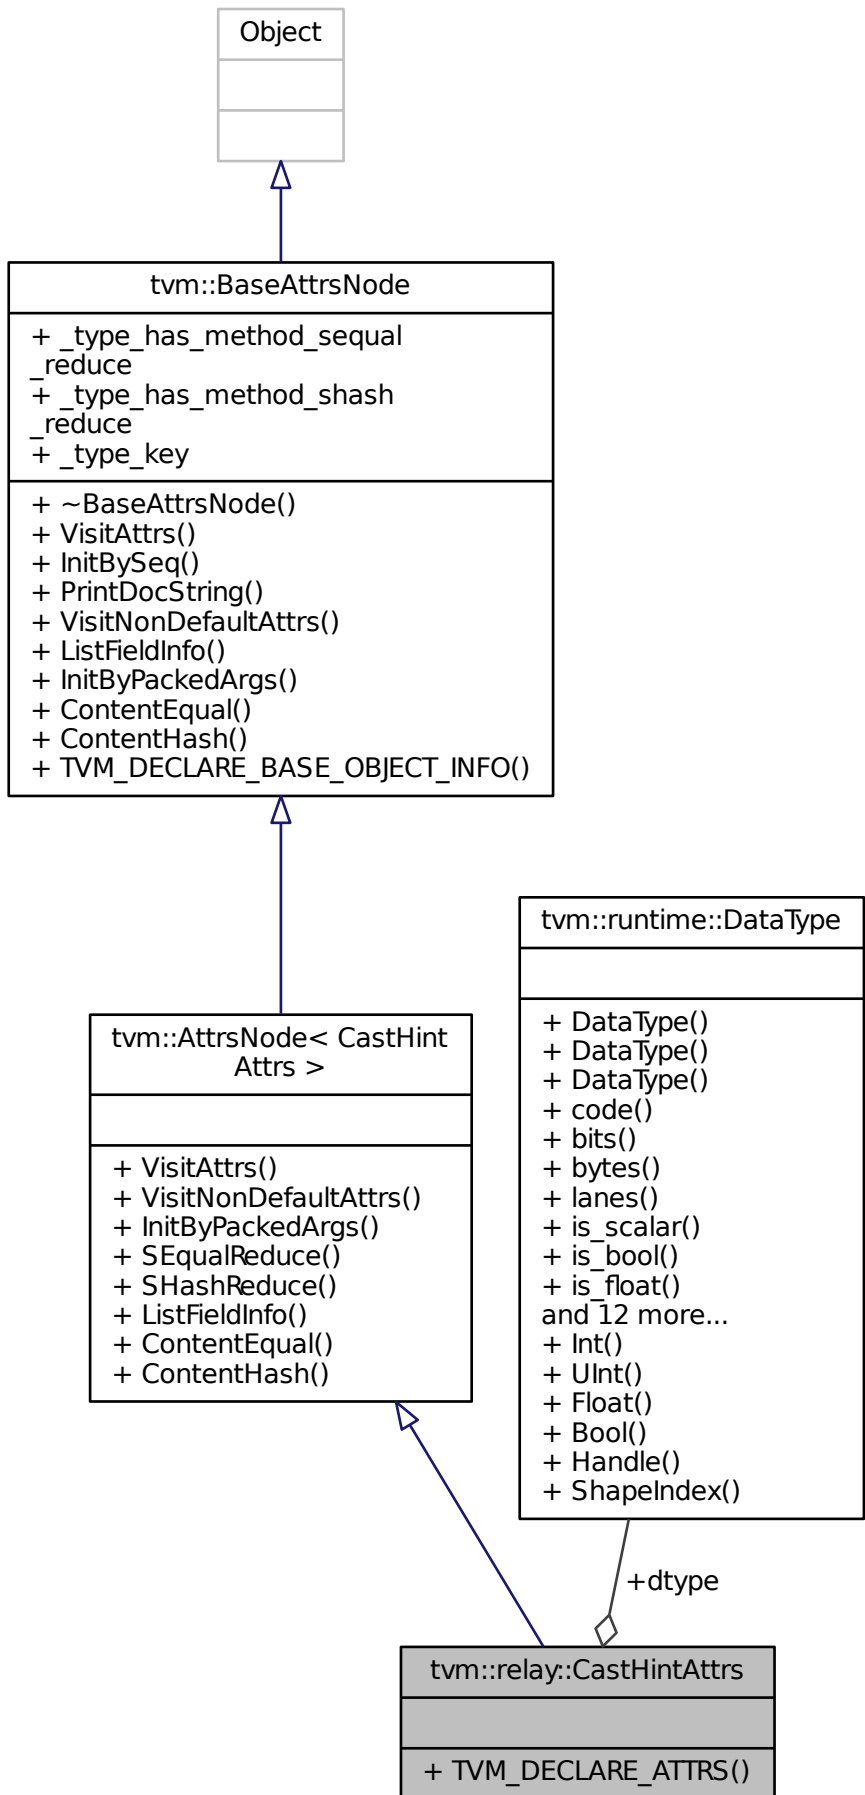 Object
tvm::BaseAttrsNode
+ _type_has_method_sequal
_reduce
+ _type_has_method_shash
_reduce
+ _type_key
+ ~BaseAttrsNode()
+ VisitAttrs()
+ InitBySeq()
+ PrintDocString()
+ VisitNonDefaultAttrs()
+ ListFieldInfo()
+ InitByPackedArgs()
+ ContentEqual()
+ ContentHash()
+ TVM_DECLARE_BASE_OBJECT_INFO()
tvm::AttrsNode< CastHint
Attrs >
+ VisitAttrs()
+ VisitNonDefaultAttrs()
+ InitByPackedArgs()
+ SEqualReduce()
+ SHashReduce()
+ ListFieldInfo()
+ ContentEqual()
+ ContentHash()
tvm::runtime::DataType
+ DataType()
+ DataType()
+ DataType()
+ code()
+ bits()
+ bytes()
+ lanes()
+ is_scalar()
+ is_bool()
+ is_float()
and 12 more...
+ Int()
+ UInt()
+ Float()
+ Bool()
+ Handle()
+ ShapeIndex()
+dtype
tvm::relay::CastHintAttrs
+ TVM_DECLARE_ATTRS()